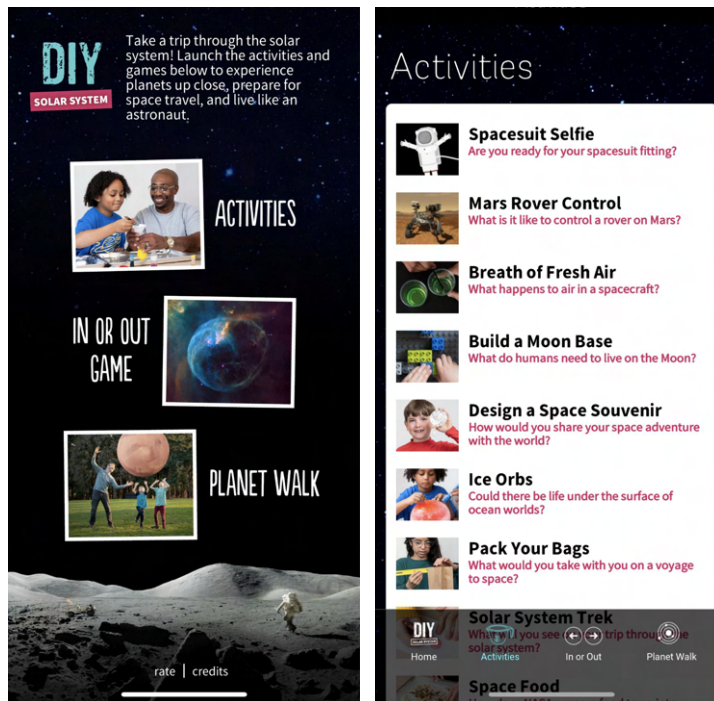 DIY
SOLAR SYSTEM
Take a trip through the solar
system! Launch the activities and
games below to experience
planets up close, prepare for
space travel, and live like an
astronaut.
ACTIVITIES
IN OR OUT
GAME
PLANET WALK
rate | credits
Activities
Spacesuit Selfie
Are you ready for your spacesuit fitting?
Mars Rover Control
What is it like to control a rover on Mars?
Breath of Fresh Air
What happens to air in a spacecraft?
Build a Moon Base
What do humans need to live on the Moon?
Design a Space Souvenir
How would you share your space adventure
with the world?
Ice Orbs
Could there be life under the surface of
ocean worlds?
Pack Your Bags
What would you take with you on a voyage
to space?
Solar System Trek
solar system?
DIY
SOLAR SYSTEM
Home
Activities
In or Out
Planet Walk
Space Food